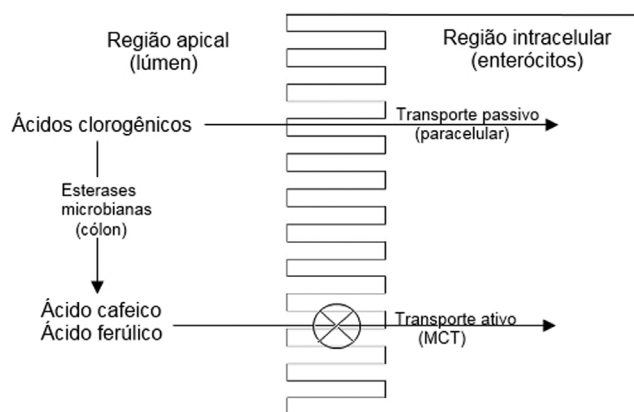 Região apical
(lúmen)
Região intracelular
(enterócitos)
Ácidos clorogênicos
Transporte passivo
(paracelular)
Esterases
microbianas
(cólon)
Ácido cafeico
Ácido ferúlico
Transporte ativo
(MCT)